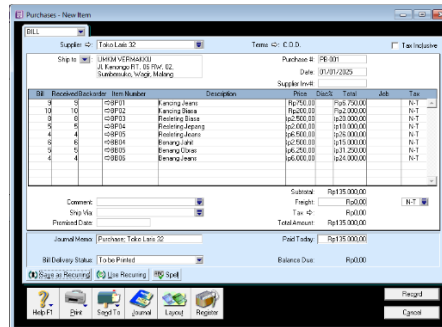 Purchases - New Item
BILL
Supplier Toko Laris 32 Terms C.O.D. Tax Inclusive
Ship to UMKM VERMAKKU Purchase # PB-001
Jl. Kenongo RT. 06 RW. 02, Date: 01/01/2025
Sumbersuko, Wagir, Malang
Supplier Inv#:
Bill Received Backorder Item Number Description Price Disc% Total Job Tax
9 9 BP01 Kancing Jeans Rp750,00 Rp6.750,00 N-T
10 10 BP02 Kancing Biasa Rp200,00 Rp2.000,00 N-T
8 8 BP03 Resleting Biasa Rp2.500,00 Rp20.000,00 N-T
5 5 BP04 Resleting Jepang Rp2.000,00 Rp10.000,00 N-T
4 4 BP05 Resleting Jeans Rp6.500,00 Rp26.000,00 N-T
6 6 Benang Jahit Rp2.500,00 Rp15.000,00 N-T
5 5 BB05 Benang Obras Rp6.250,00 Rp31.250,00 N-T
4 4 BB06 Benang Jeans Rp6.000,00 Rp24.000,00 N-T
Subtotal: Rp135.000,00
Comment: Freight: Rp0,00 N-T
Ship Via: Tax Rp0,00
Promised Date: Total Amount: Rp135.000,00
Journal Memo: Purchase; Toko Laris 32 Paid Today: Rp135.000,00
Bill Delivery Status: To be Printed Balance Due: Rp0,00
Save as Recurring Use Recurring Spell
Help F1 Print Send To Journal Layout Register
Record
Cancel